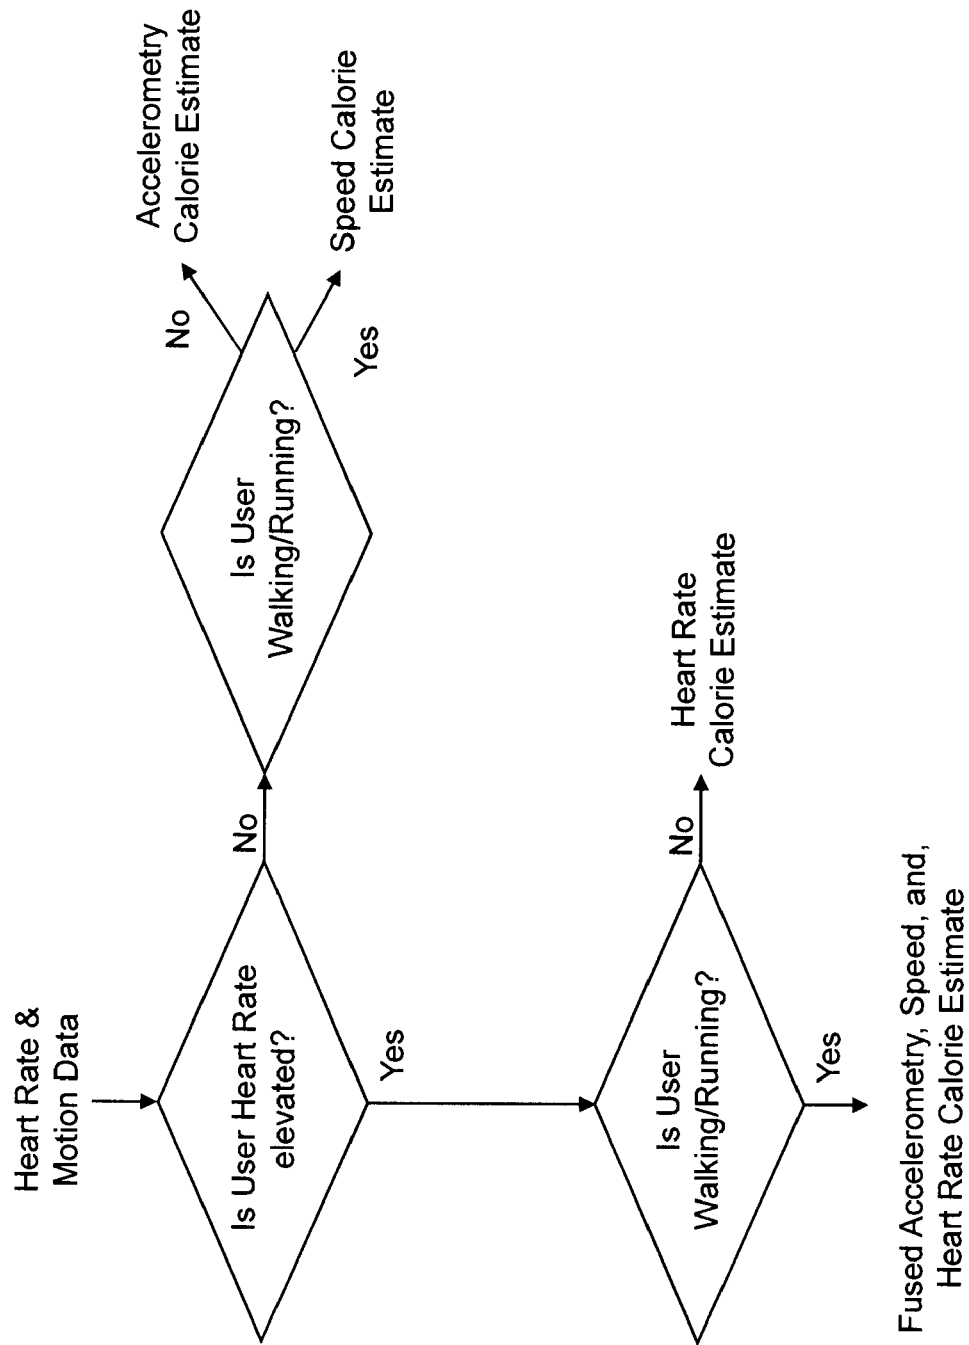 Heart Rate &
Motion Data
Is User Heart Rate
elevated?
No
Is User
Walking/Running?
No
Accelerometry
Calorie Estimate
Yes
Speed Calorie
Estimate
Yes
Is User
Walking/Running?
No
Heart Rate
Calorie Estimate
Yes
Fused Accelerometry, Speed, and,
Heart Rate Calorie Estimate